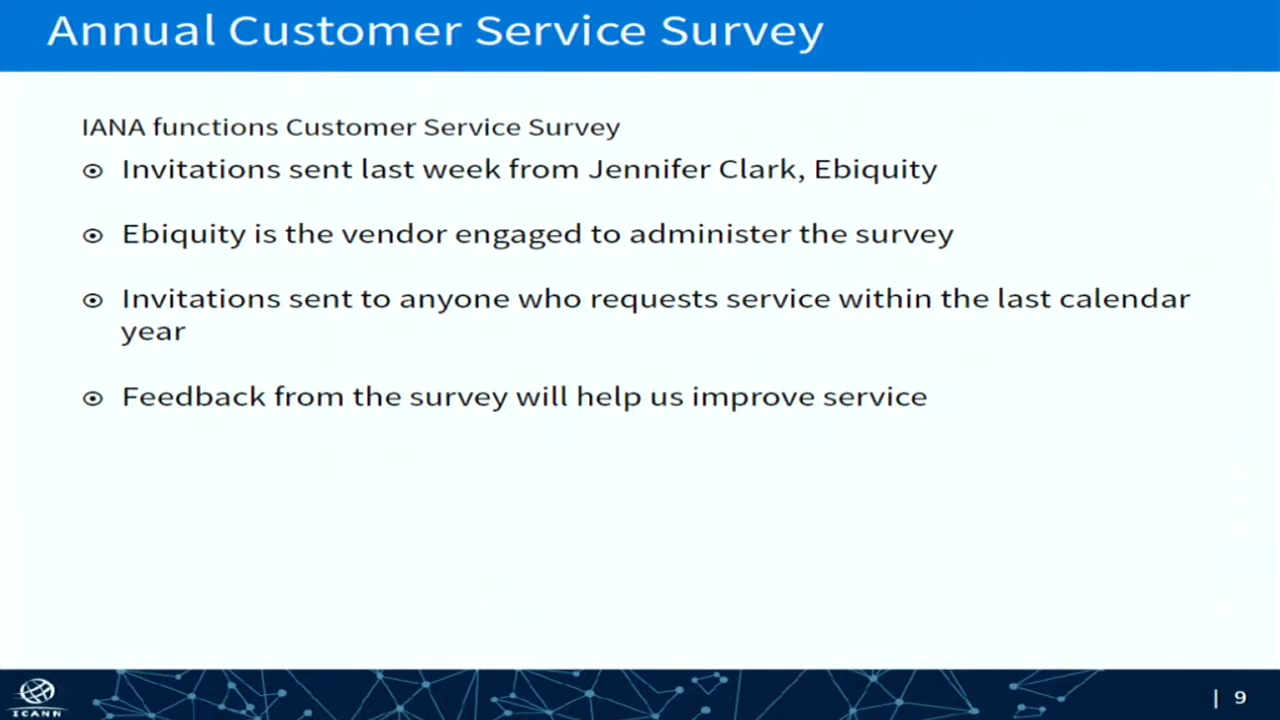 Annual Customer Service Survey
IANA functions Customer Service Survey
Invitations sent last week from Jennifer Clark, Ebiquity
Ebiquity is the vendor engaged to administer the survey
Invitations sent to anyone who requests service within the last calendar
year
Feedback from the survey will help us improve service
ICANN
| 9